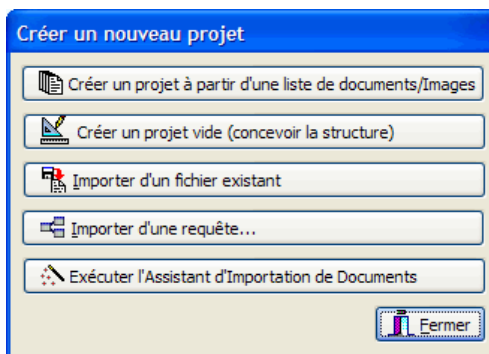 Créer un nouveau projet
Créer un projet à partir d'une liste de documents/Images
Créer un projet vide (concevoir la structure)
Importer d'un fichier existant
Importer d'une requête...
Exécuter l'Assistant d'Importation de Documents
Fermer